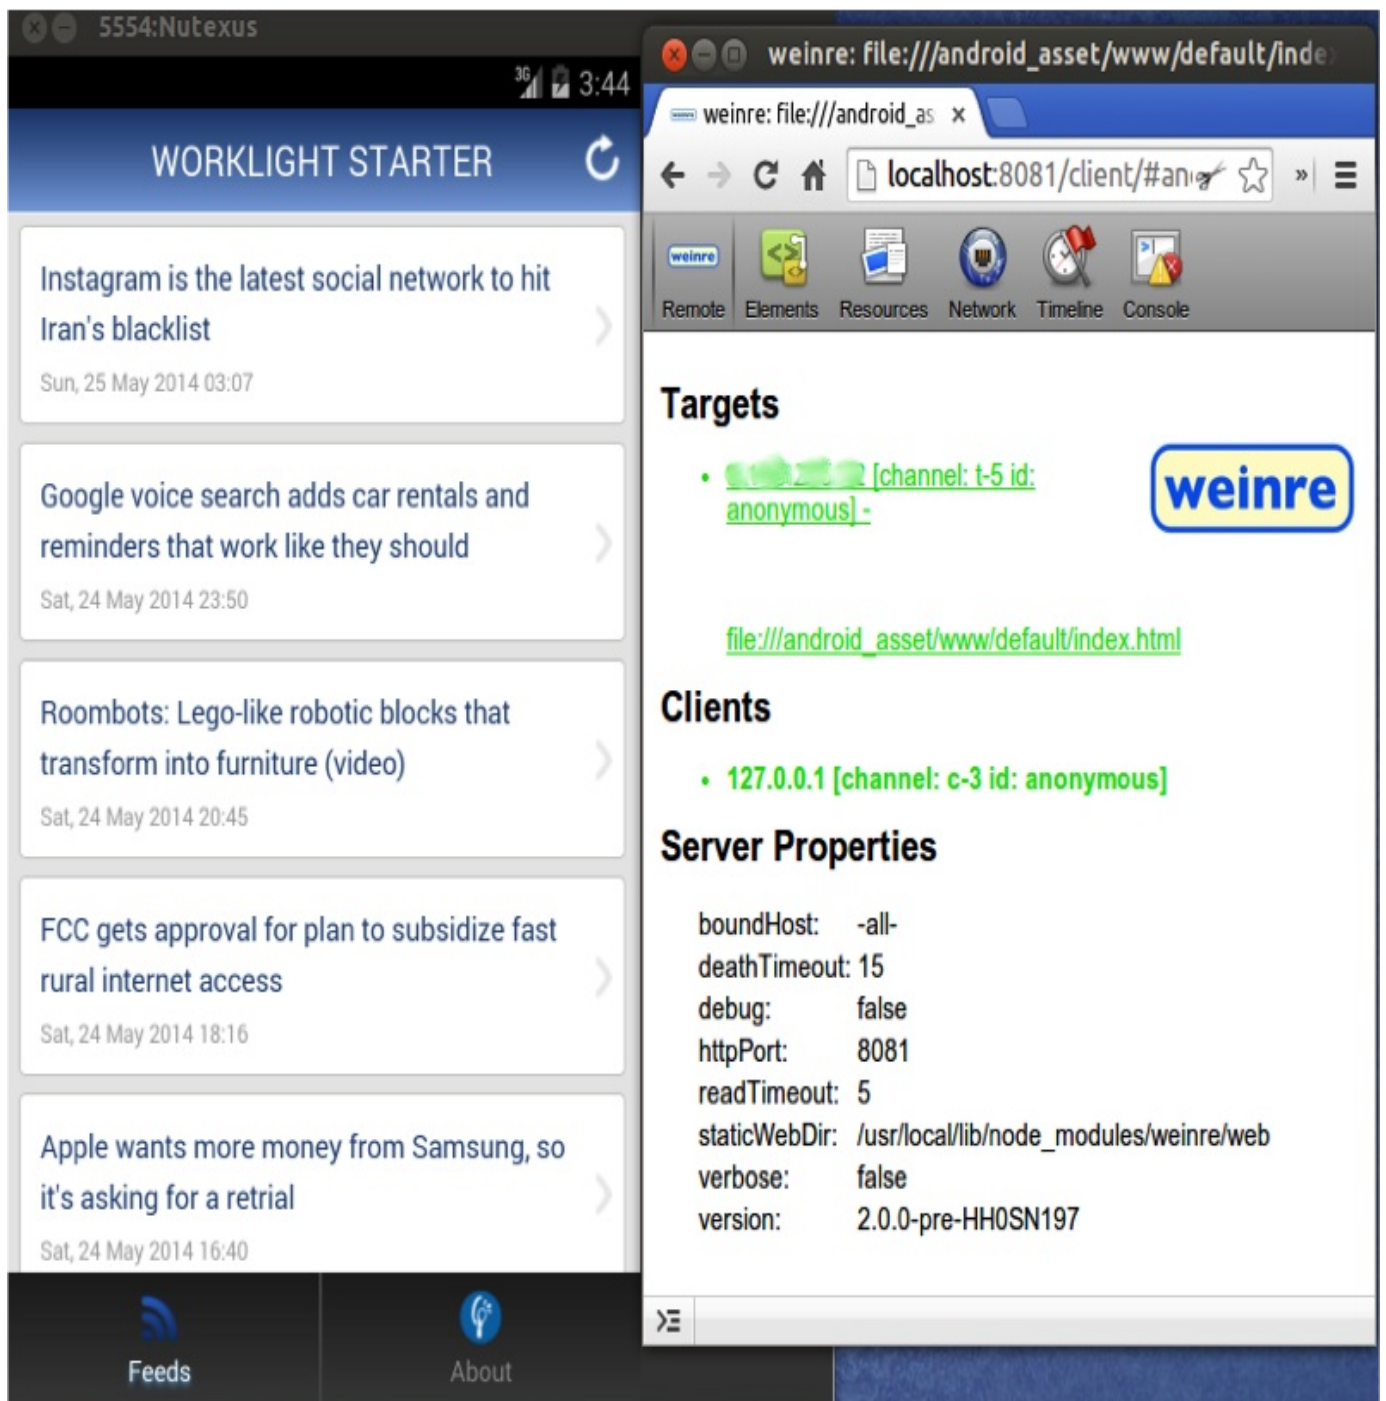 5554:Nutexus
3G
3:44
WORKLIGHT STARTER
Instagram is the latest social network to hit
Iran's blacklist
Sun, 25 May 2014 03:07
Google voice search adds car rentals and
reminders that work like they should
Sat, 24 May 2014 23:50
Roombots: Lego-like robotic blocks that
transform into furniture (video)
Sat, 24 May 2014 20:45
FCC gets approval for plan to subsidize fast
rural internet access
Sat, 24 May 2014 18:16
Apple wants more money from Samsung, so
it's asking for a retrial
Sat, 24 May 2014 16:40
Feeds
About
weinre: file:///android_asset/www/default/inde
weinre: file:///android_as
localhost:8081/client/#an
weinre
Remote
Elements
Resources
Network
Timeline
Console
Targets
[channel: t-5 id:
anonymous] -
weinre
file:///android_asset/www/default/index.html
Clients
• 127.0.0.1 [channel: c-3 id: anonymous]
Server Properties
boundHost: -all-
deathTimeout: 15
debug: false
httpPort: 8081
readTimeout: 5
staticWebDir: /usr/local/lib/node_modules/weinre/web
verbose: false
version: 2.0.0-pre-HH0SN197